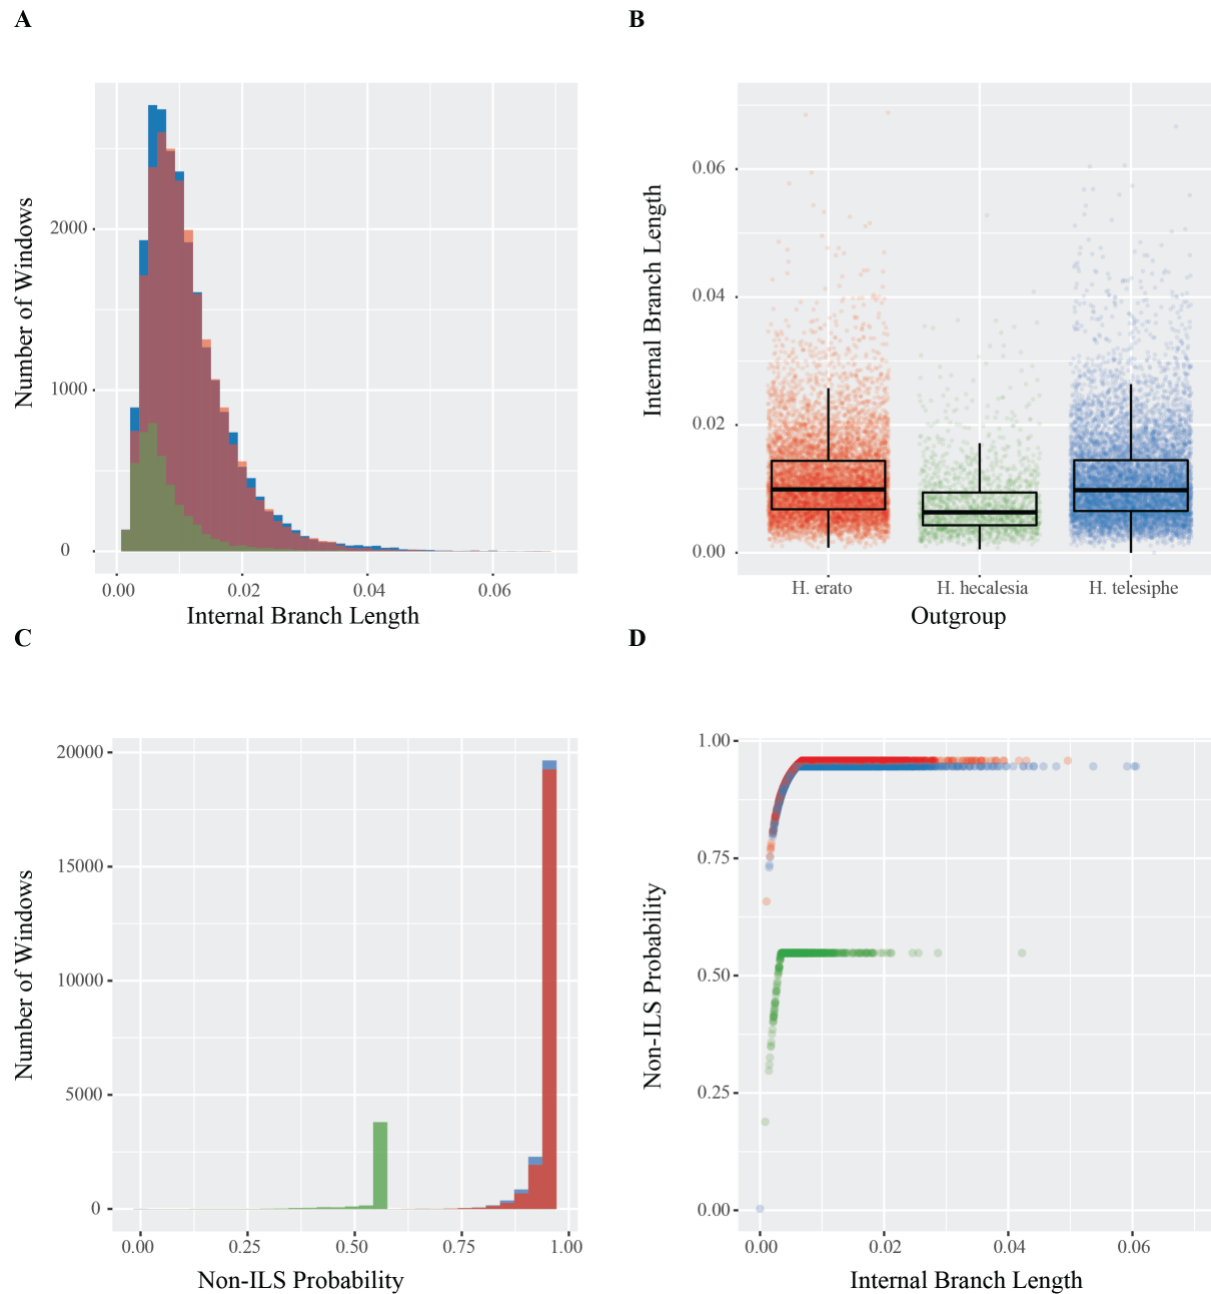 A
B
Number of Windows
2000
1000
0
0.00 0.02 0.04 0.06
Internal Branch Length
Internal Branch Length
0.06
0.04
0.02
0.00
H. erato H. hecalesia H. telesiphe
Outgroup
C
D
Number of Windows
20000
15000
10000
5000
0
0.00 0.25 0.50 0.75 1.00
Non-ILS Probability
Non-ILS Probability
1.00
0.75
0.50
0.25
0.00
0.00 0.02 0.04 0.06
Internal Branch Length